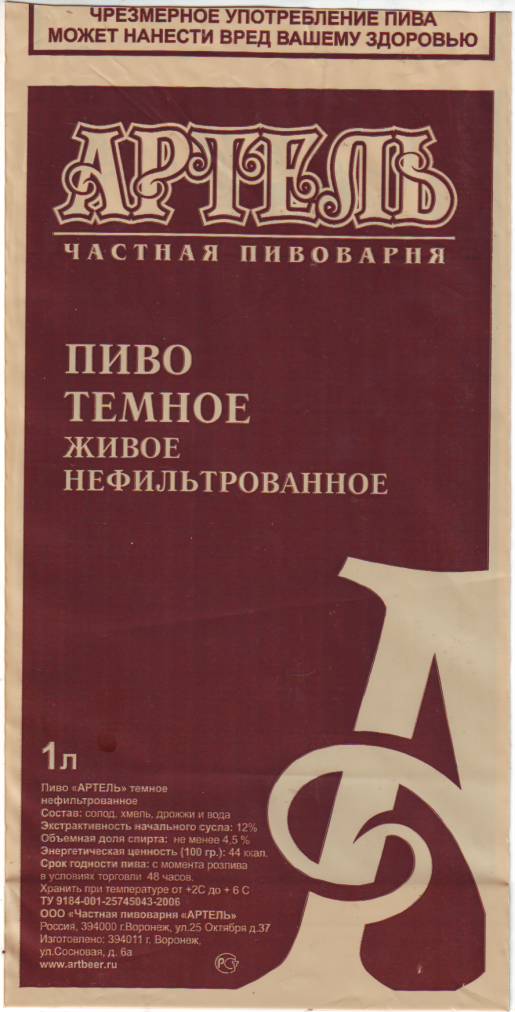 ЧРЕЗМЕРНОЕ УПОТРЕБЛЕНИЕ ПИВА
МОЖЕТ НАНЕСТИ ВРЕД ВАШЕМУ ЗДОРОВЬЮ
АРТЕЛЬ
ЧАСТНАЯ ПИВОВАРНЯ
ПИВО
ТЕМНОЕ
ЖИВОЕ
НЕФИЛЬТРОВАННОЕ
1л
Пиво «АРТЕЛЬ» темное
нефильтрованное
Состав: солод, хмель, дрожжи и вода
Экстрактивность начального сусла: 12%
Объемная доля спирта: не менее 4,5 %
Энергетическая ценность (100 гр.): 44 ккал.
Срок годности пива: с момента розлива
в условиях торговли 48 часов.
Хранить при температуре от +2С до + 6 С
ТУ 9184-001-25745043-2006
ООО «Частная пивоварня «АРТЕЛЬ»
Россия, 394000 г.Воронеж, ул.25 Октября д.37
Изготовлено: 394011 г. Воронеж,
ул.Сосновая, д. 6а
www.artbeer.ru
РСТ